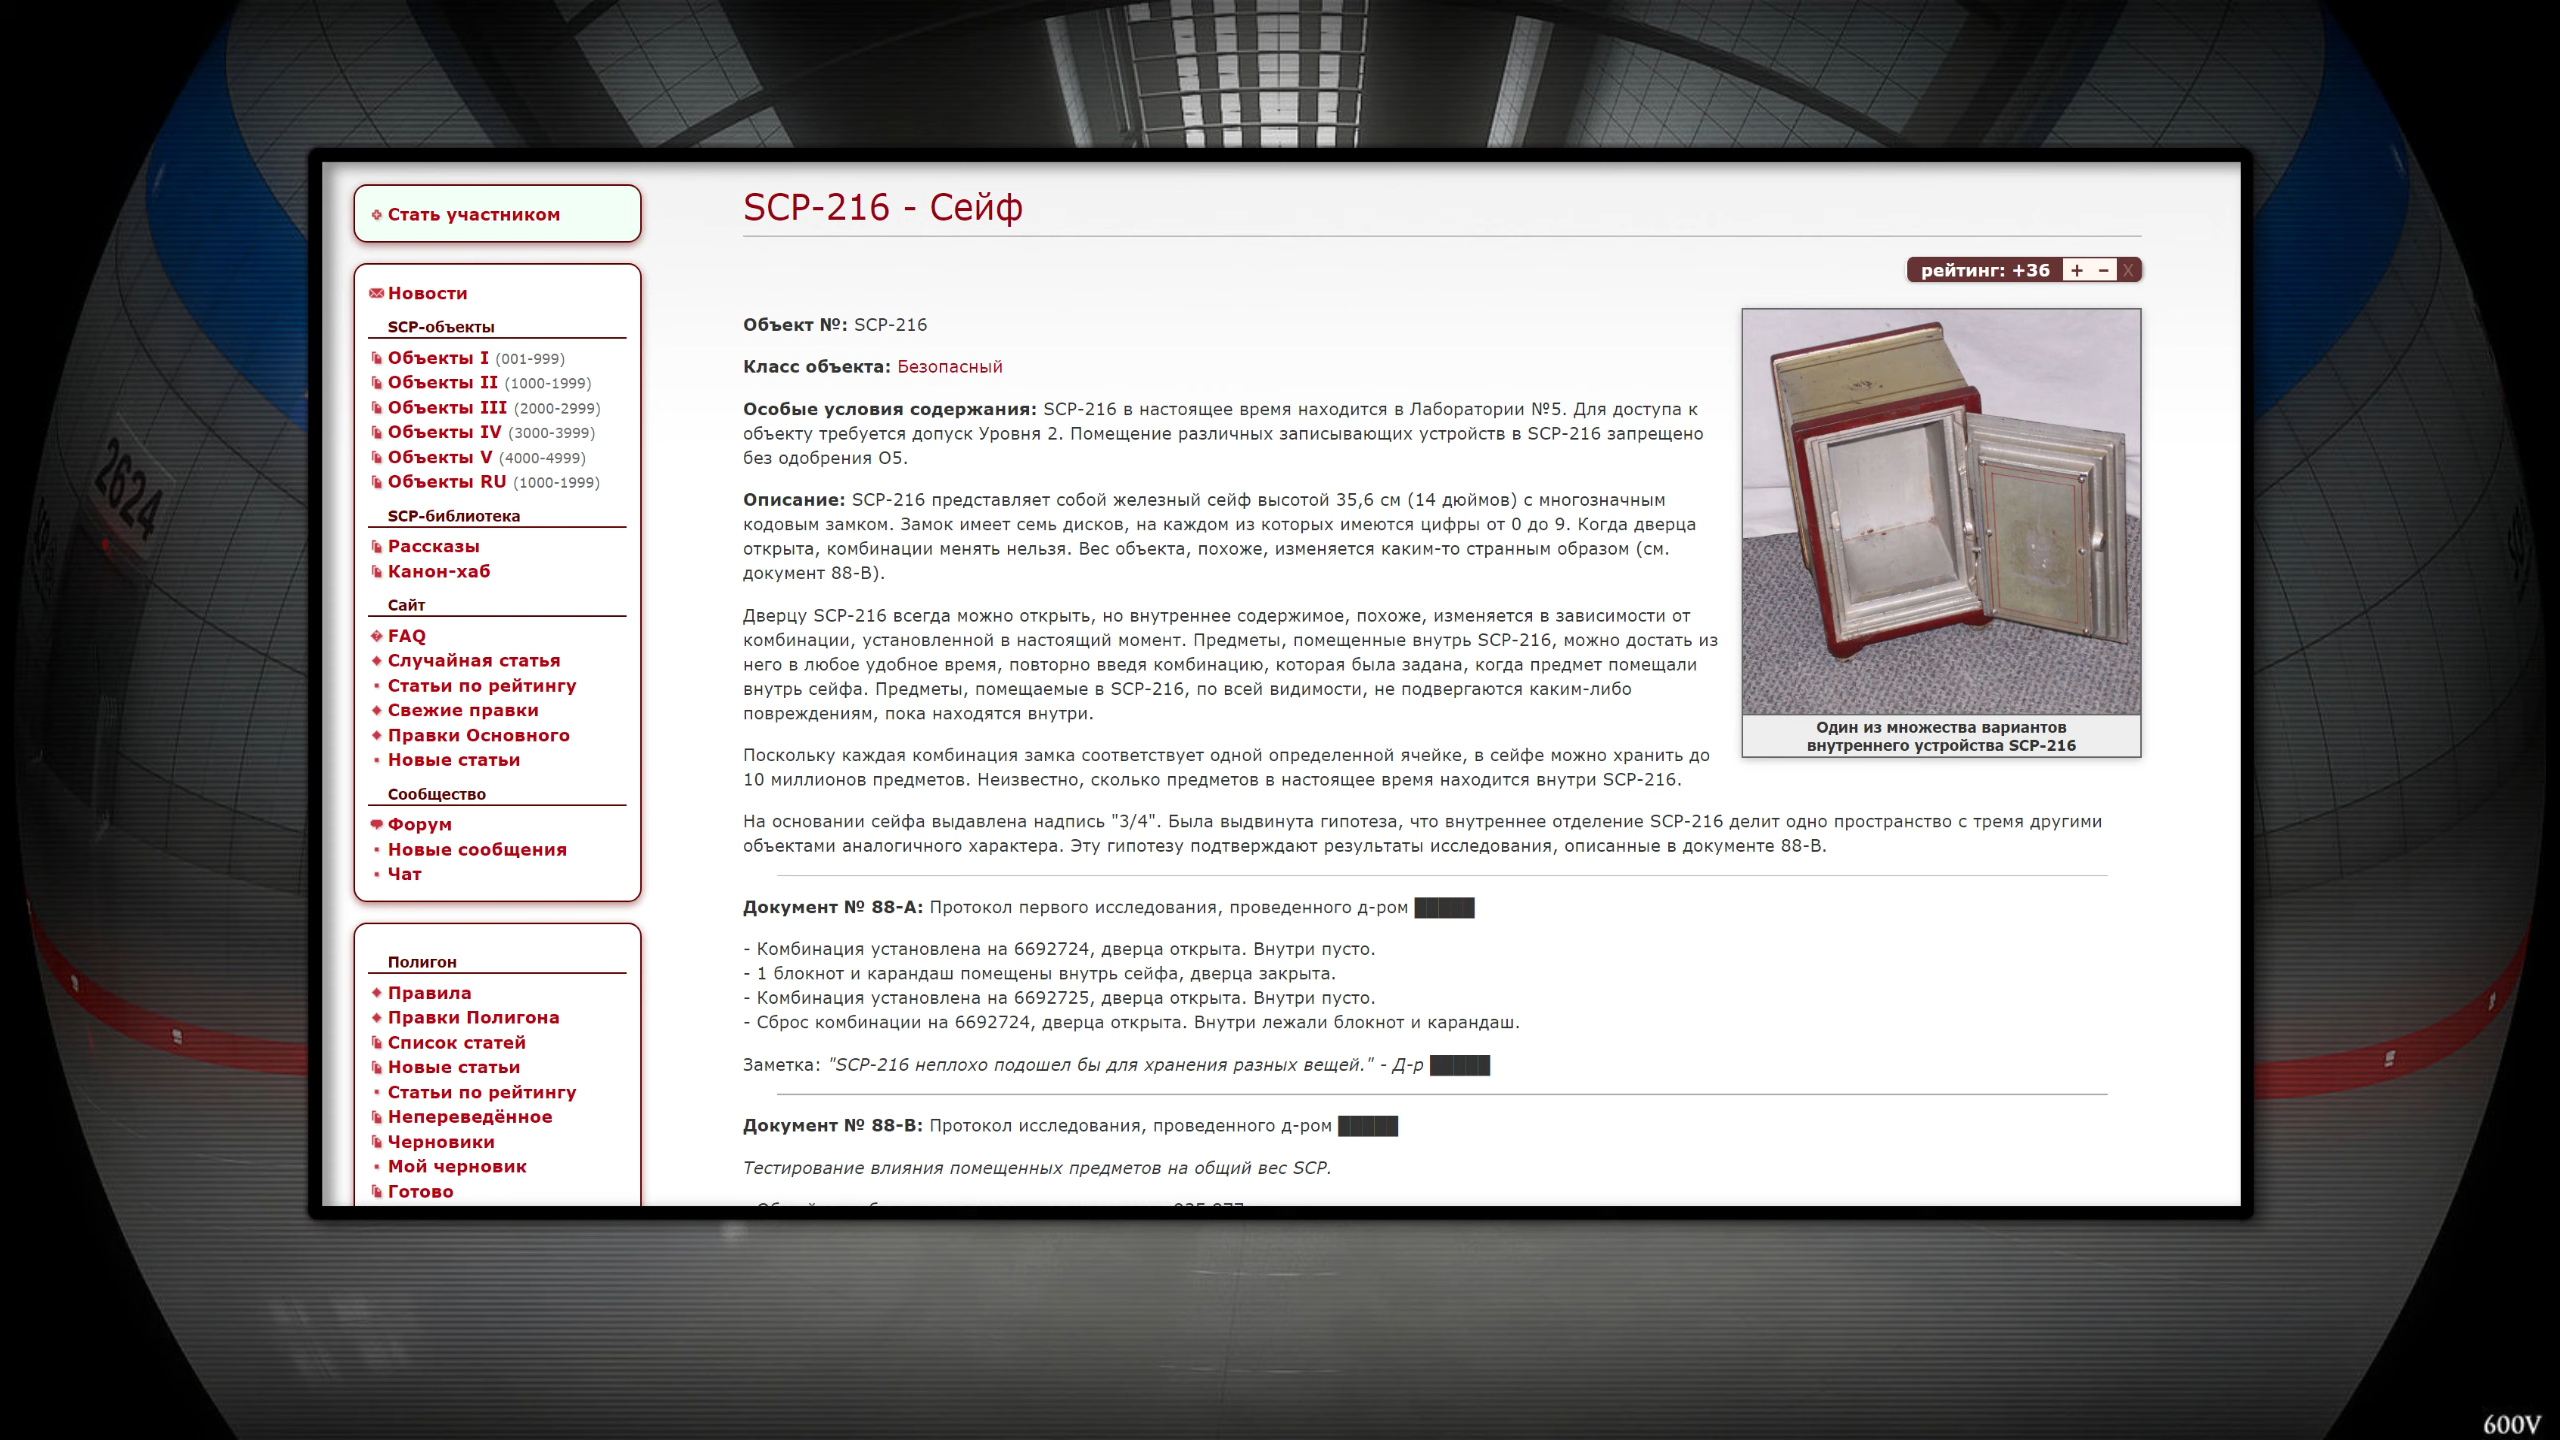 Стать участником
Новости
SCP-объекты
Объекты I (001-999)
Объекты II (1000-1999)
Объекты III (2000-2999)
Объекты IV (3000-3999)
Объекты V (4000-4999)
Объекты RU (1000-1999)
SCP-библиотека
Рассказы
Канон-хаб
Сайт
FAQ
Случайная статья
Статьи по рейтингу
Свежие правки
Правки Основного
Новые статьи
Сообщество
Форум
Новые сообщения
Чат
Полигон
Правила
Правки Полигона
Список статей
Новые статьи
Статьи по рейтингу
Непереведённое
Черновики
Мой черновик
Готово
SCP-216 - Сейф
рейтинг: +36 + – X
Объект №: SCP-216
Класс объекта: Безопасный
Особые условия содержания: SCP-216 в настоящее время находится в Лаборатории №5. Для доступа к
объекту требуется допуск Уровня 2. Помещение различных записывающих устройств в SCP-216 запрещено
без одобрения О5.
Описание: SCP-216 представляет собой железный сейф высотой 35,6 см (14 дюймов) с многозначным
кодовым замком. Замок имеет семь дисков, на каждом из которых имеются цифры от 0 до 9. Когда дверца
открыта, комбинации менять нельзя. Вес объекта, похоже, изменяется каким-то странным образом (см.
документ 88-B).
Дверцу SCP-216 всегда можно открыть, но внутреннее содержимое, похоже, изменяется в зависимости от
комбинации, установленной в настоящий момент. Предметы, помещенные внутрь SCP-216, можно достать из
него в любое удобное время, повторно введя комбинацию, которая была задана, когда предмет помещали
внутрь сейфа. Предметы, помещаемые в SCP-216, по всей видимости, не подвергаются каким-либо
повреждениям, пока находятся внутри.
Поскольку каждая комбинация замка соответствует одной определенной ячейке, в сейфе можно хранить до
10 миллионов предметов. Неизвестно, сколько предметов в настоящее время находится внутри SCP-216.
Один из множества вариантов
внутреннего устройства SCP-216
На основании сейфа выдавлена надпись "3/4". Была выдвинута гипотеза, что внутреннее отделение SCP-216 делит одно пространство с тремя другими
объектами аналогичного характера. Эту гипотезу подтверждают результаты исследования, описанные в документе 88-B.
Документ № 88-A: Протокол первого исследования, проведенного д-ром █████
- Комбинация установлена на 6692724, дверца открыта. Внутри пусто.
- 1 блокнот и карандаш помещены внутрь сейфа, дверца закрыта.
- Комбинация установлена на 6692725, дверца открыта. Внутри пусто.
- Сброс комбинации на 6692724, дверца открыта. Внутри лежали блокнот и карандаш.
Заметка: "SCP-216 неплохо подошел бы для хранения разных вещей." - Д-р █████
Документ № 88-B: Протокол исследования, проведенного д-ром █████
Тестирование влияния помещенных предметов на общий вес SCP.
2624
600V